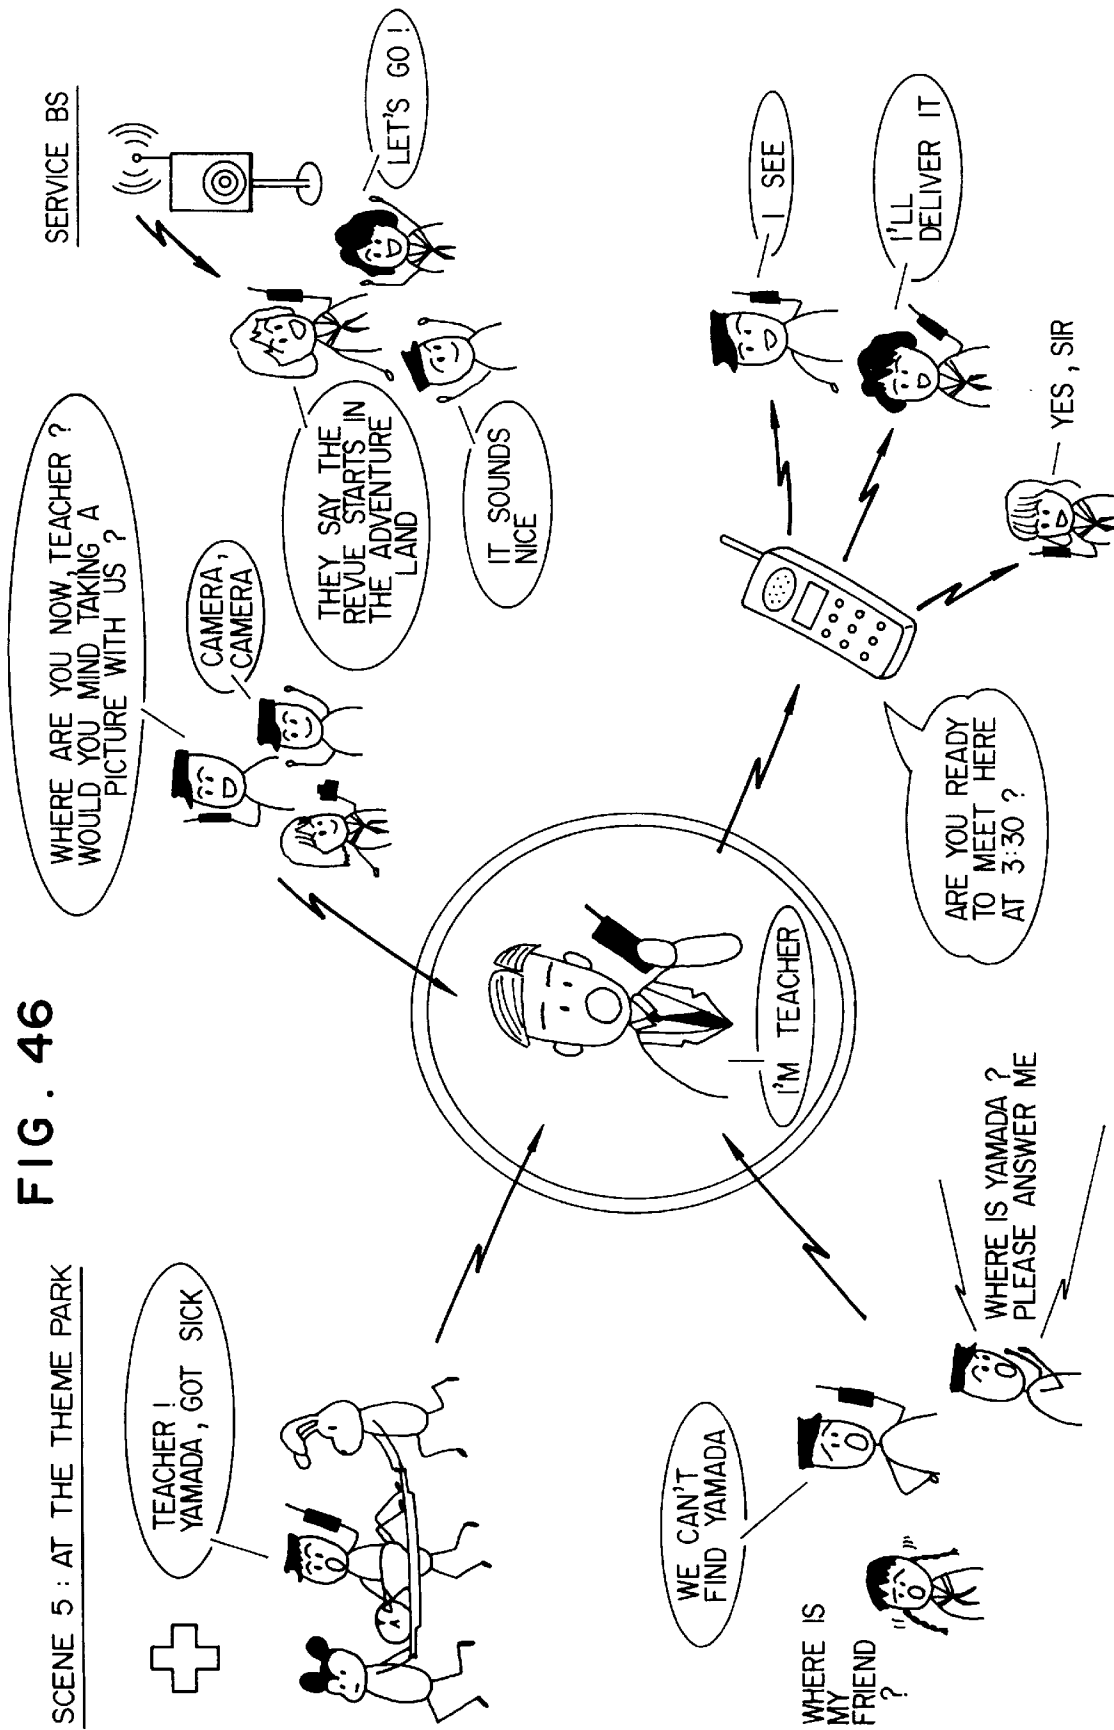 FIG. 46
SCENE 5 : AT THE THEME PARK
TEACHER !
YAMADA , GOT SICK
WHERE ARE YOU NOW, TEACHER ?
WOULD YOU MIND TAKING A
PICTURE WITH US ?
CAMERA,
CAMERA
SERVICE BS
LET'S GO !
THEY SAY THE
REVUE STARTS IN
THE ADVENTURE
LAND
IT SOUNDS
NICE
I'M TEACHER
WE CAN'T
FIND YAMADA
WHERE IS
MY
FRIEND
?
WHERE IS YAMADA ?
PLEASE ANSWER ME
ARE YOU READY
TO MEET HERE
AT 3:30 ?
I SEE
I'LL
DELIVER IT
YES , SIR